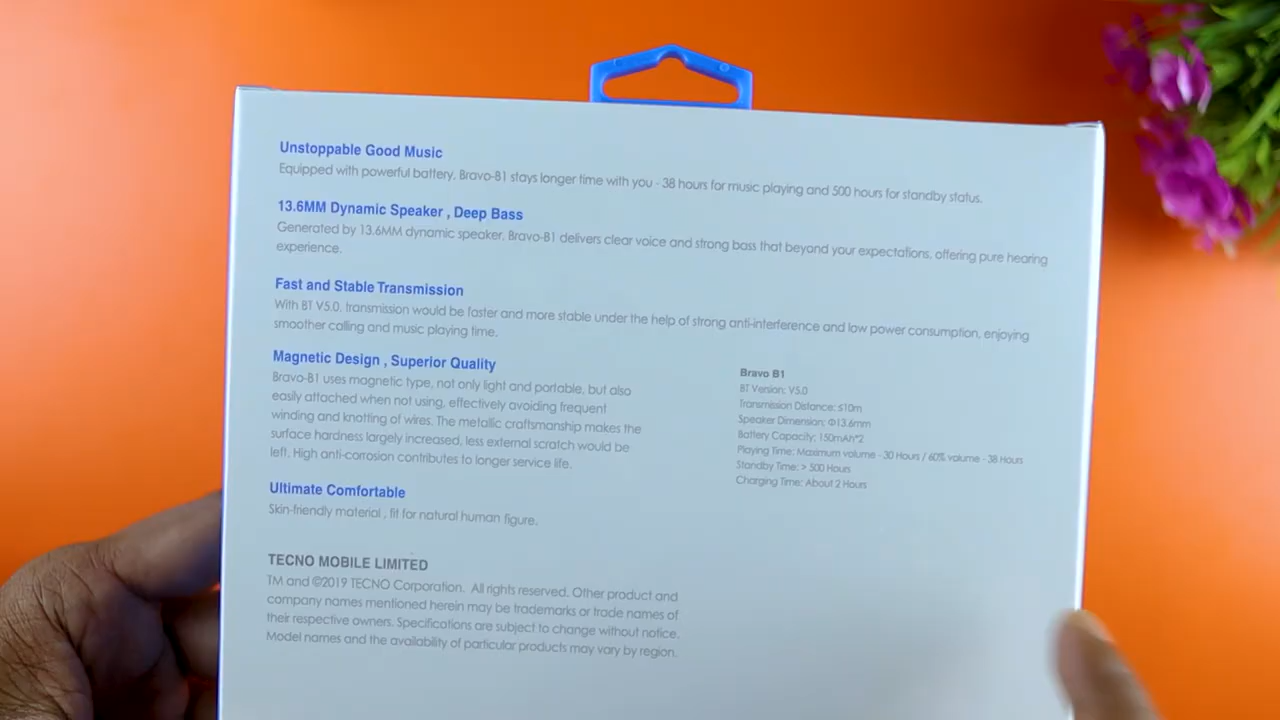 Unstoppable Good Music
Equipped with powerful battery, Bravo-B1 stays longer time with you - 38 hours for music playing and 500 hours for standby status.
13.6MM Dynamic Speaker , Deep Bass
Generated by 13.6MM dynamic speaker, Bravo-B1 delivers clear voice and strong bass that beyond your expectations, offering pure hearing
experience.
Fast and Stable Transmission
With BT V5.0, transmission would be faster and more stable under the help of strong anti-interference and low power consumption, enjoying
smoother calling and music playing time.
Magnetic Design , Superior Quality
Bravo-B1 uses magnetic type, not only light and portable, but also
easily attached when not using, effectively avoiding frequent
winding and knotting of wires. The metallic craftsmanship makes the
surface hardness largely increased, less external scratch would be
left. High anti-corrosion contributes to longer service life.
Ultimate Comfortable
Skin-friendly material , fit for natural human figure.
Bravo B1
BT Version: V5.0
Transmission Distance: ≤10m
Speaker Dimension: Φ13.6mm
Battery Capacity: 150mAh*2
Playing Time: Maximum volume - 30 Hours / 60% volume - 38 Hours
Standby Time: > 500 Hours
Charging Time: About 2 Hours
TECNO MOBILE LIMITED
TM and ©2019 TECNO Corporation. All rights reserved. Other product and
company names mentioned herein may be trademarks or trade names of
their respective owners. Specifications are subject to change without notice.
Model names and the availability of particular products may vary by region.